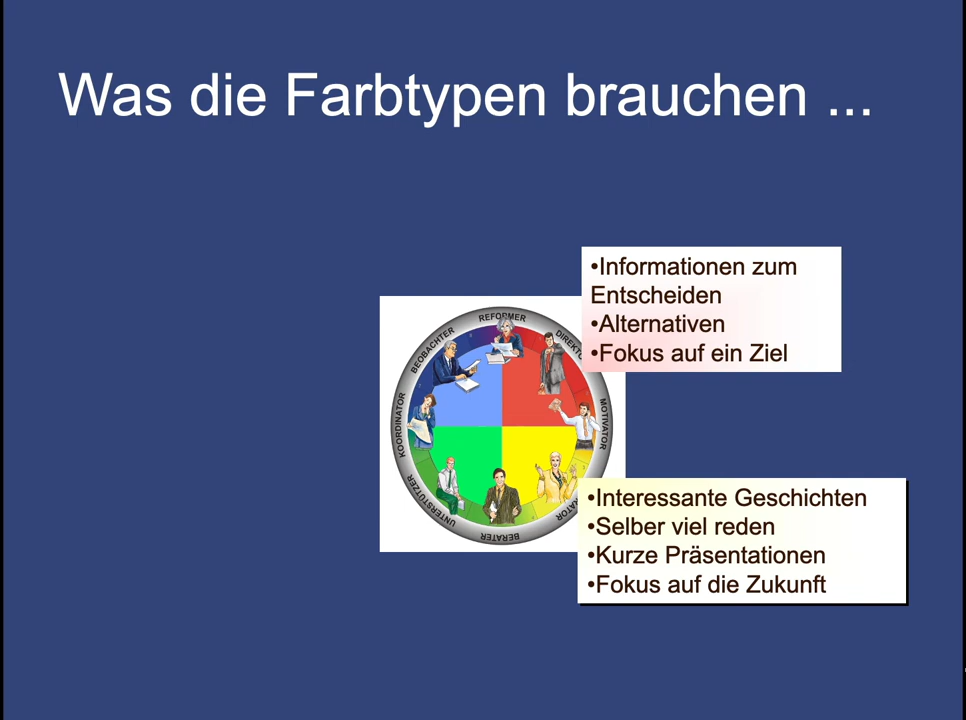 Was die Farbtypen brauchen ...
•Informationen zum
Entscheiden
•Alternativen
•Fokus auf ein Ziel
REFORMER
BEOBACHTER
MOTIVATOR
KOORDINATOR
UNTERSTÜTZER
BERATER
•Interessante Geschichten
•Selber viel reden
•Kurze Präsentationen
•Fokus auf die Zukunft